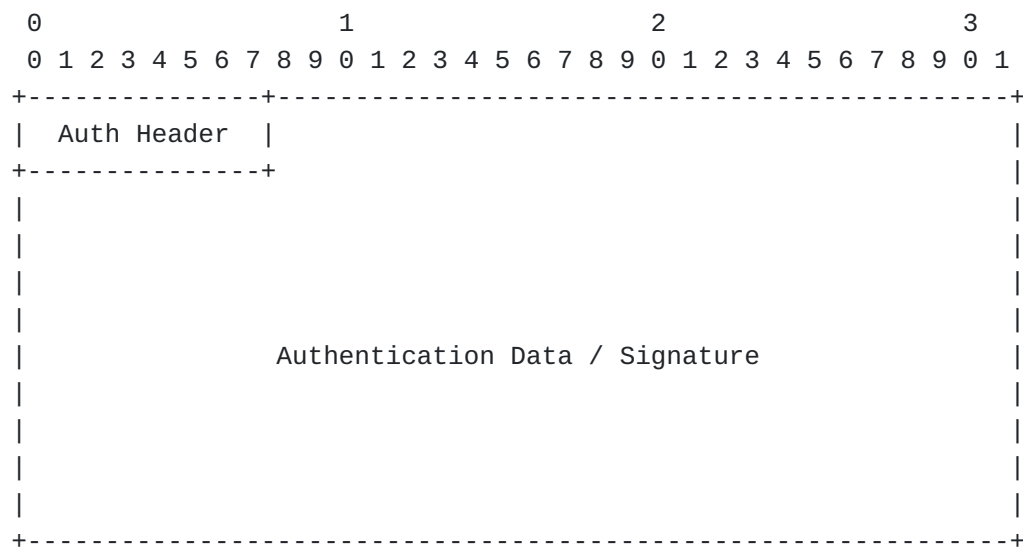 0                   1                   2                   3
 0 1 2 3 4 5 6 7 8 9 0 1 2 3 4 5 6 7 8 9 0 1 2 3 4 5 6 7 8 9 0 1
+---------------+-----------------------------------------------+
|  Auth Header  |                                               |
+---------------+                                               |
|                                                               |
|                                                               |
|                                                               |
|                                                               |
|                Authentication Data / Signature                |
|                                                               |
|                                                               |
|                                                               |
|                                                               |
+---------------------------------------------------------------+